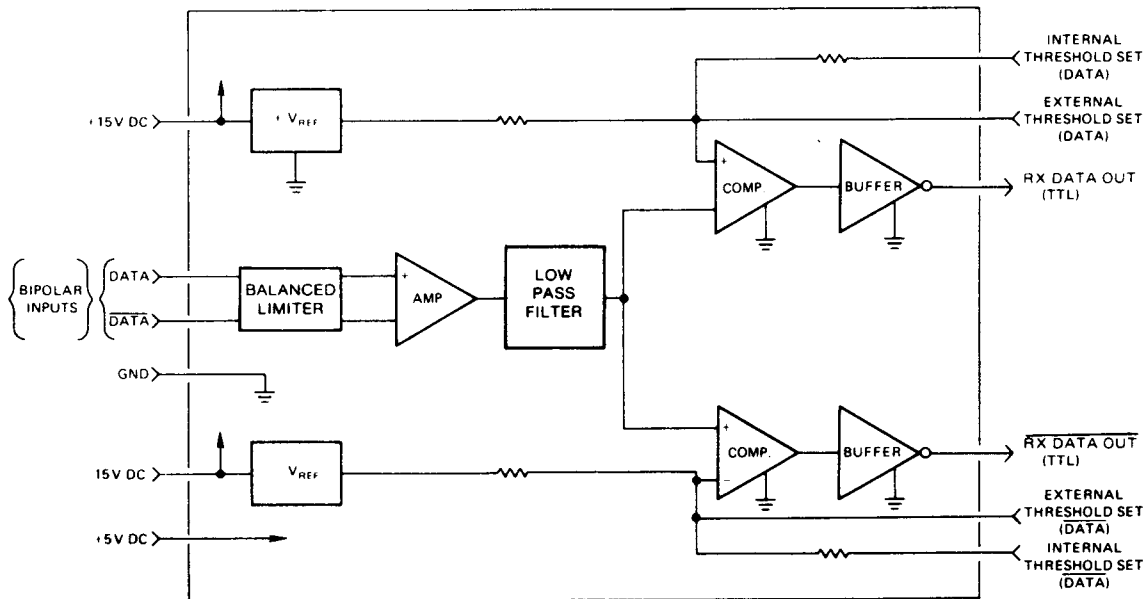 INTERNAL
THRESHOLD SET
(DATA)
+15V DC
+ VREF
EXTERNAL
THRESHOLD SET
(DATA)
+
COMP.
BUFFER
RX DATA OUT
(TTL)
BIPOLAR
INPUTS
DATA
DATA
BALANCED
LIMITER
+
AMP
LOW
PASS
FILTER
GND
15V DC
VREF
+
COMP.
−
BUFFER
RX DATA OUT
(TTL)
EXTERNAL
THRESHOLD SET
(DATA)
+5V DC
INTERNAL
THRESHOLD SET
(DATA)